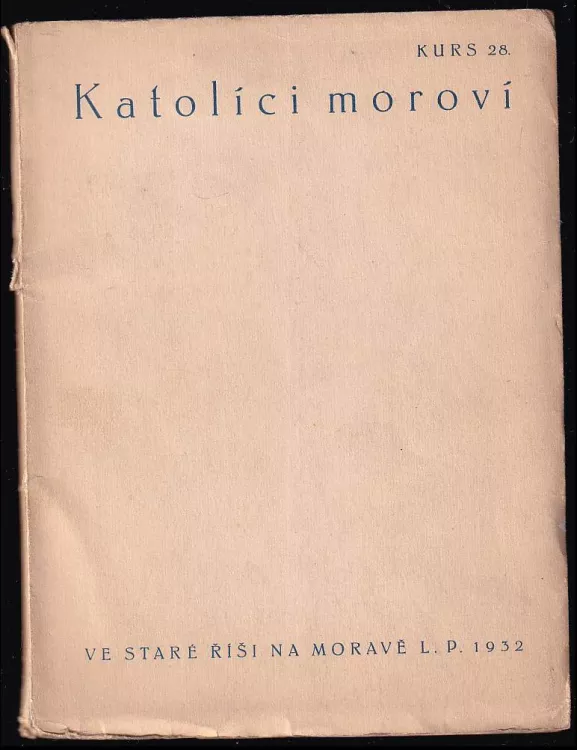 KURS 28.
Katolíci moroví
VE STARÉ ŘÍŠI NA MORAVĚ L. P. 1932